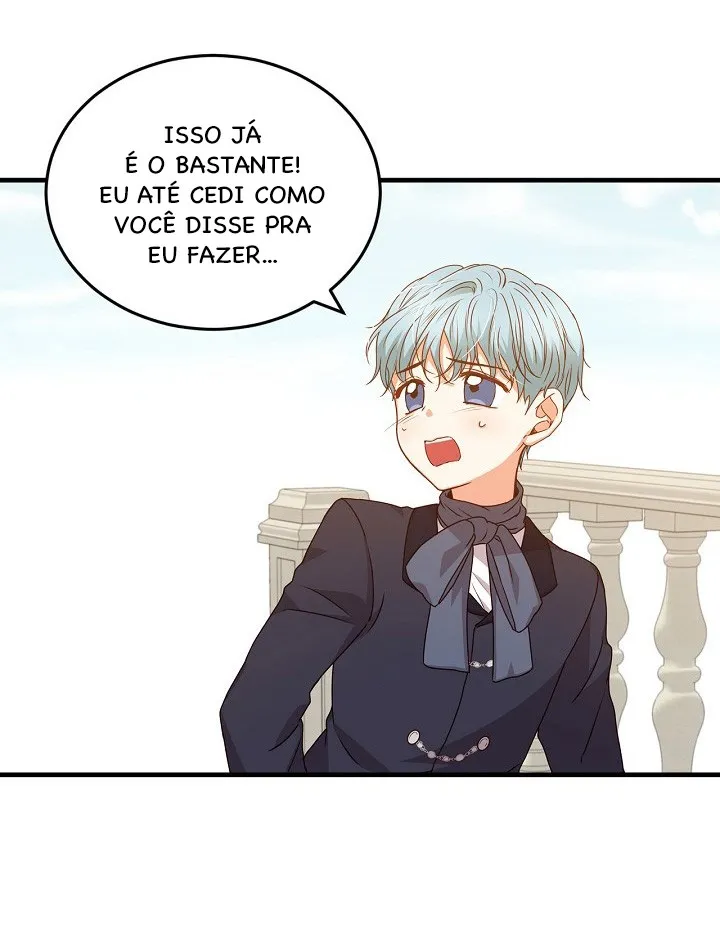 ISSO JÁ
É O BASTANTE!
EU ATÉ CEDI COMO
VOCÊ DISSE PRA
EU FAZER...